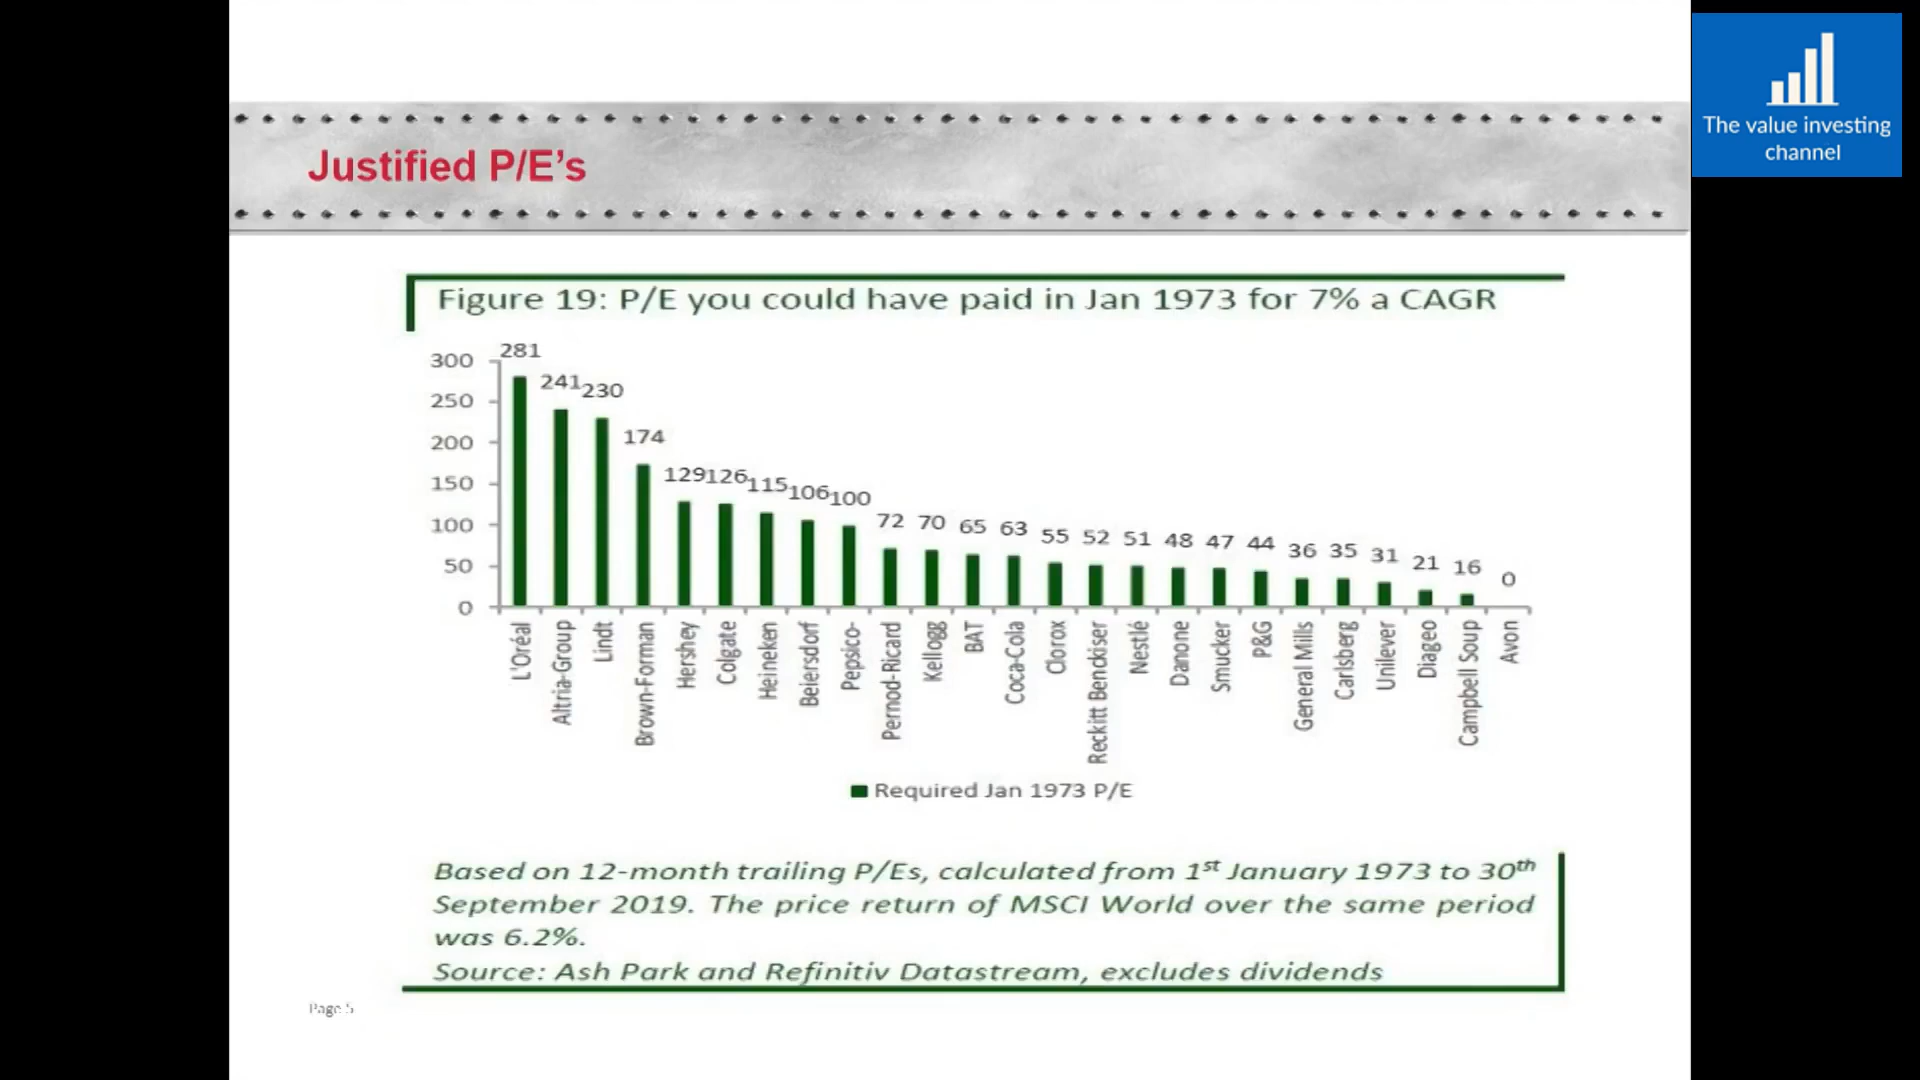 The value investing
channel
Justified P/E's
Figure 19: P/E you could have paid in Jan 1973 for 7% a CAGR
300
250
200
150
100
50
0
281
241
230
174
129
126
115
106
100
72
70
65
63
55
52
51
48
47
44
36
35
31
21
16
0
L'Oréal
Altria-Group
Lindt
Brown-Forman
Hershey
Colgate
Heineken
Beiersdorf
Pepsico-
Pernod-Ricard
Kellogg
BAT
Coca-Cola
Clorox
Reckitt Benckiser
Nestlé
Danone
Smucker
P&G
General Mills
Carlsberg
Unilever
Diageo
Campbell Soup
Avon
Required Jan 1973 P/E
Based on 12-month trailing P/Es, calculated from 1st January 1973 to 30th
September 2019. The price return of MSCI World over the same period
was 6.2%.
Source: Ash Park and Refinitiv Datastream, excludes dividends
Page 5